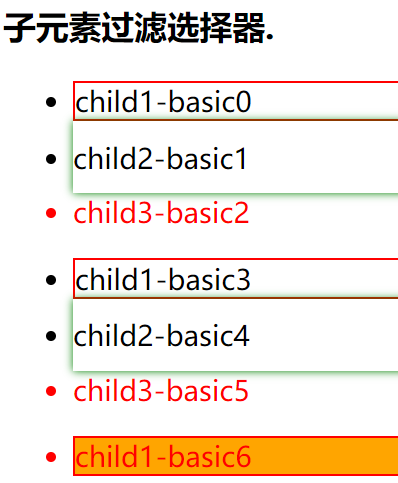 子元素过滤选择器.
child1-basic0
child2-basic1
child3-basic2
child1-basic3
child2-basic4
child3-basic5
child1-basic6